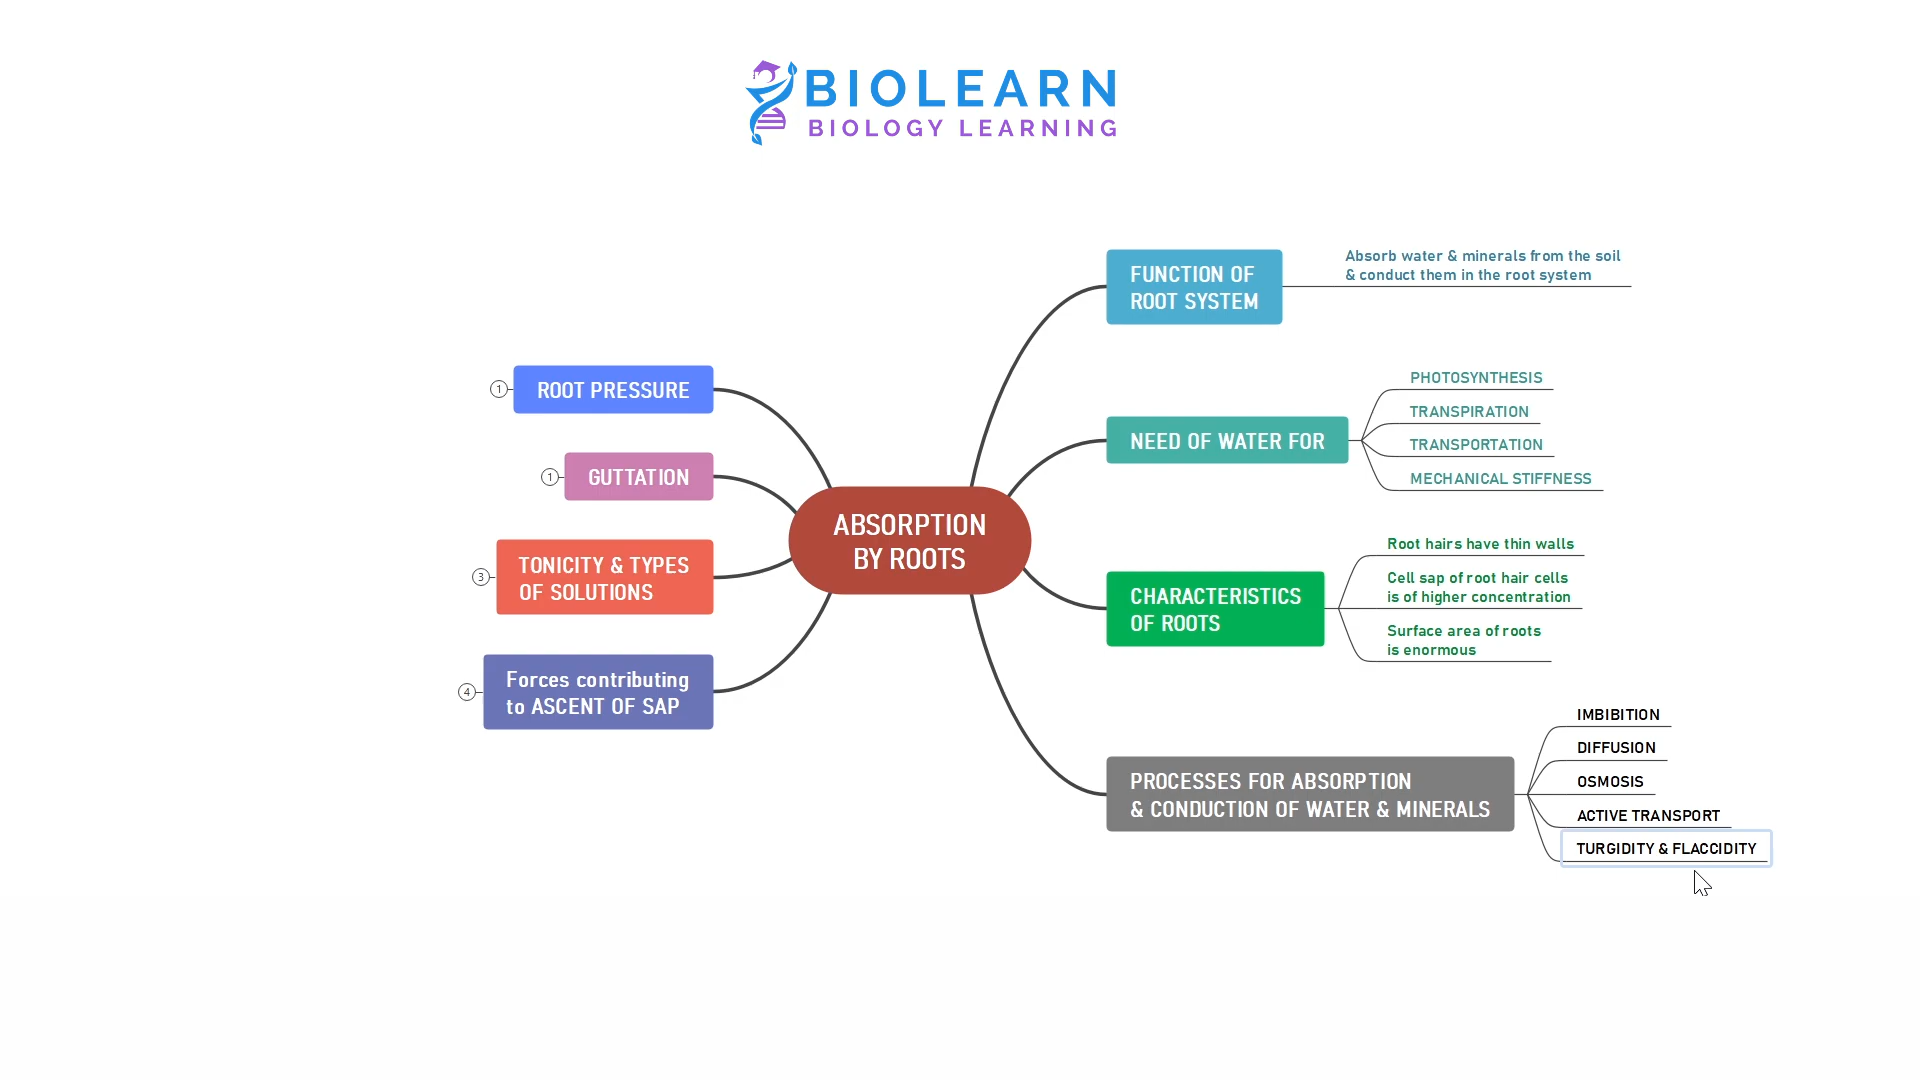 BIOLEARN
BIOLOGY LEARNING
FUNCTION OF
ROOT SYSTEM
Absorb water & minerals from the soil
& conduct them in the root system
NEED OF WATER FOR
PHOTOSYNTHESIS
TRANSPIRATION
TRANSPORTATION
MECHANICAL STIFFNESS
CHARACTERISTICS
OF ROOTS
Root hairs have thin walls
Cell sap of root hair cells
is of higher concentration
Surface area of roots
is enormous
PROCESSES FOR ABSORPTION
& CONDUCTION OF WATER & MINERALS
IMBIBITION
DIFFUSION
OSMOSIS
ACTIVE TRANSPORT
TURGIDITY & FLACCIDITY
ABSORPTION
BY ROOTS
1
ROOT PRESSURE
1
GUTTATION
3
TONICITY & TYPES
OF SOLUTIONS
4
Forces contributing
to ASCENT OF SAP